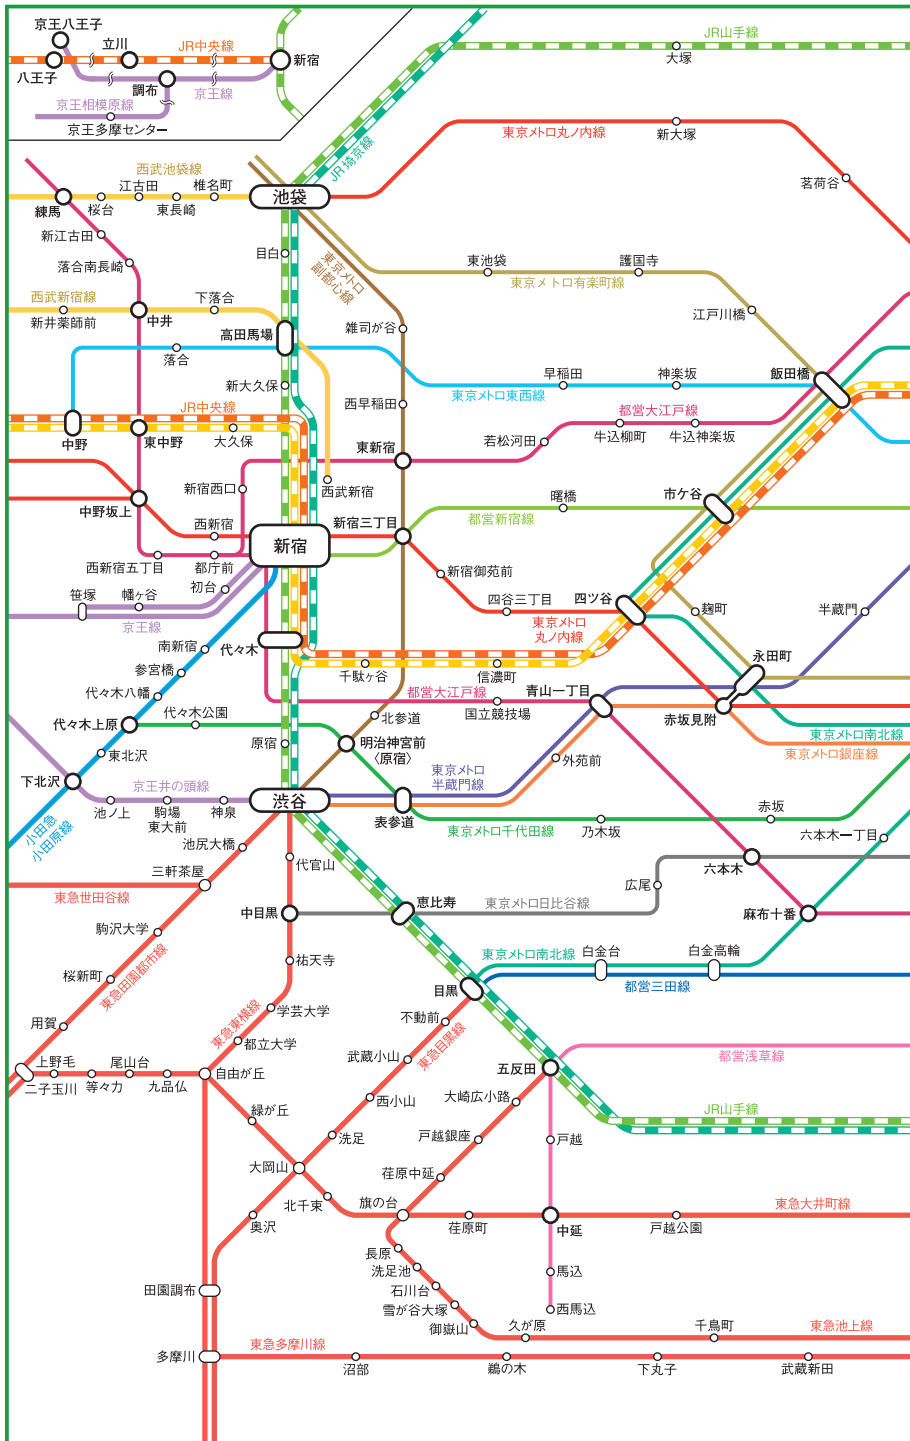 京王八王子
立川
JR中央線
新宿
八王子
調布
京王線
京王相模原線
京王多摩センター
JR山手線
大塚
JR埼京線
東京メトロ丸ノ内線
新大塚
茗荷谷
西武池袋線
江古田
椎名町
池袋
練馬
桜台
東長崎
新江古田
目白
東京メトロ
副都心線
東池袋
護国寺
東京メトロ有楽町線
落合南長崎
西武新宿線
下落合
新井薬師前
中井
高田馬場
雑司が谷
江戸川橋
落合
新大久保
早稲田
神楽坂
飯田橋
東京メトロ東西線
JR中央線
西早稲田
都営大江戸線
中野
東中野
大久保
東新宿
若松河田
牛込柳町
牛込神楽坂
新宿西口
西武新宿
中野坂上
西新宿
新宿三丁目
曙橋
市ケ谷
都営新宿線
新宿
西新宿五丁目
都庁前
新宿御苑前
笹塚
幡ヶ谷
初台
四谷三丁目
四ツ谷
麹町
半蔵門
京王線
東京メトロ
丸ノ内線
南新宿
代々木
永田町
参宮橋
千駄ヶ谷
信濃町
代々木八幡
都営大江戸線
青山一丁目
代々木公園
北参道
国立競技場
赤坂見附
代々木上原
東京メトロ南北線
東北沢
原宿
明治神宮前
〈原宿〉
外苑前
東京メトロ銀座線
下北沢
京王井の頭線
東京メトロ
半蔵門線
渋谷
池ノ上
駒場
東大前
神泉
表参道
赤坂
小田急
小田原線
池尻大橋
東京メトロ千代田線
乃木坂
六本木一丁目
三軒茶屋
代官山
六本木
東急世田谷線
広尾
中目黒
恵比寿
東京メトロ日比谷線
麻布十番
駒沢大学
東急田園都市線
祐天寺
東京メトロ南北線
白金台
白金高輪
桜新町
目黒
都営三田線
用賀
東急東横線
学芸大学
不動前
東急目黒線
都立大学
武蔵小山
都営浅草線
上野毛
尾山台
五反田
二子玉川
等々力
九品仏
自由が丘
大崎広小路
JR山手線
緑が丘
西小山
洗足
戸越銀座
戸越
大岡山
荏原中延
北千束
旗の台
東急大井町線
奥沢
荏原町
中延
戸越公園
長原
洗足池
馬込
田園調布
石川台
雪が谷大塚
西馬込
御嶽山
久が原
千鳥町
東急池上線
東急多摩川線
多摩川
沼部
鵜の木
下丸子
武蔵新田